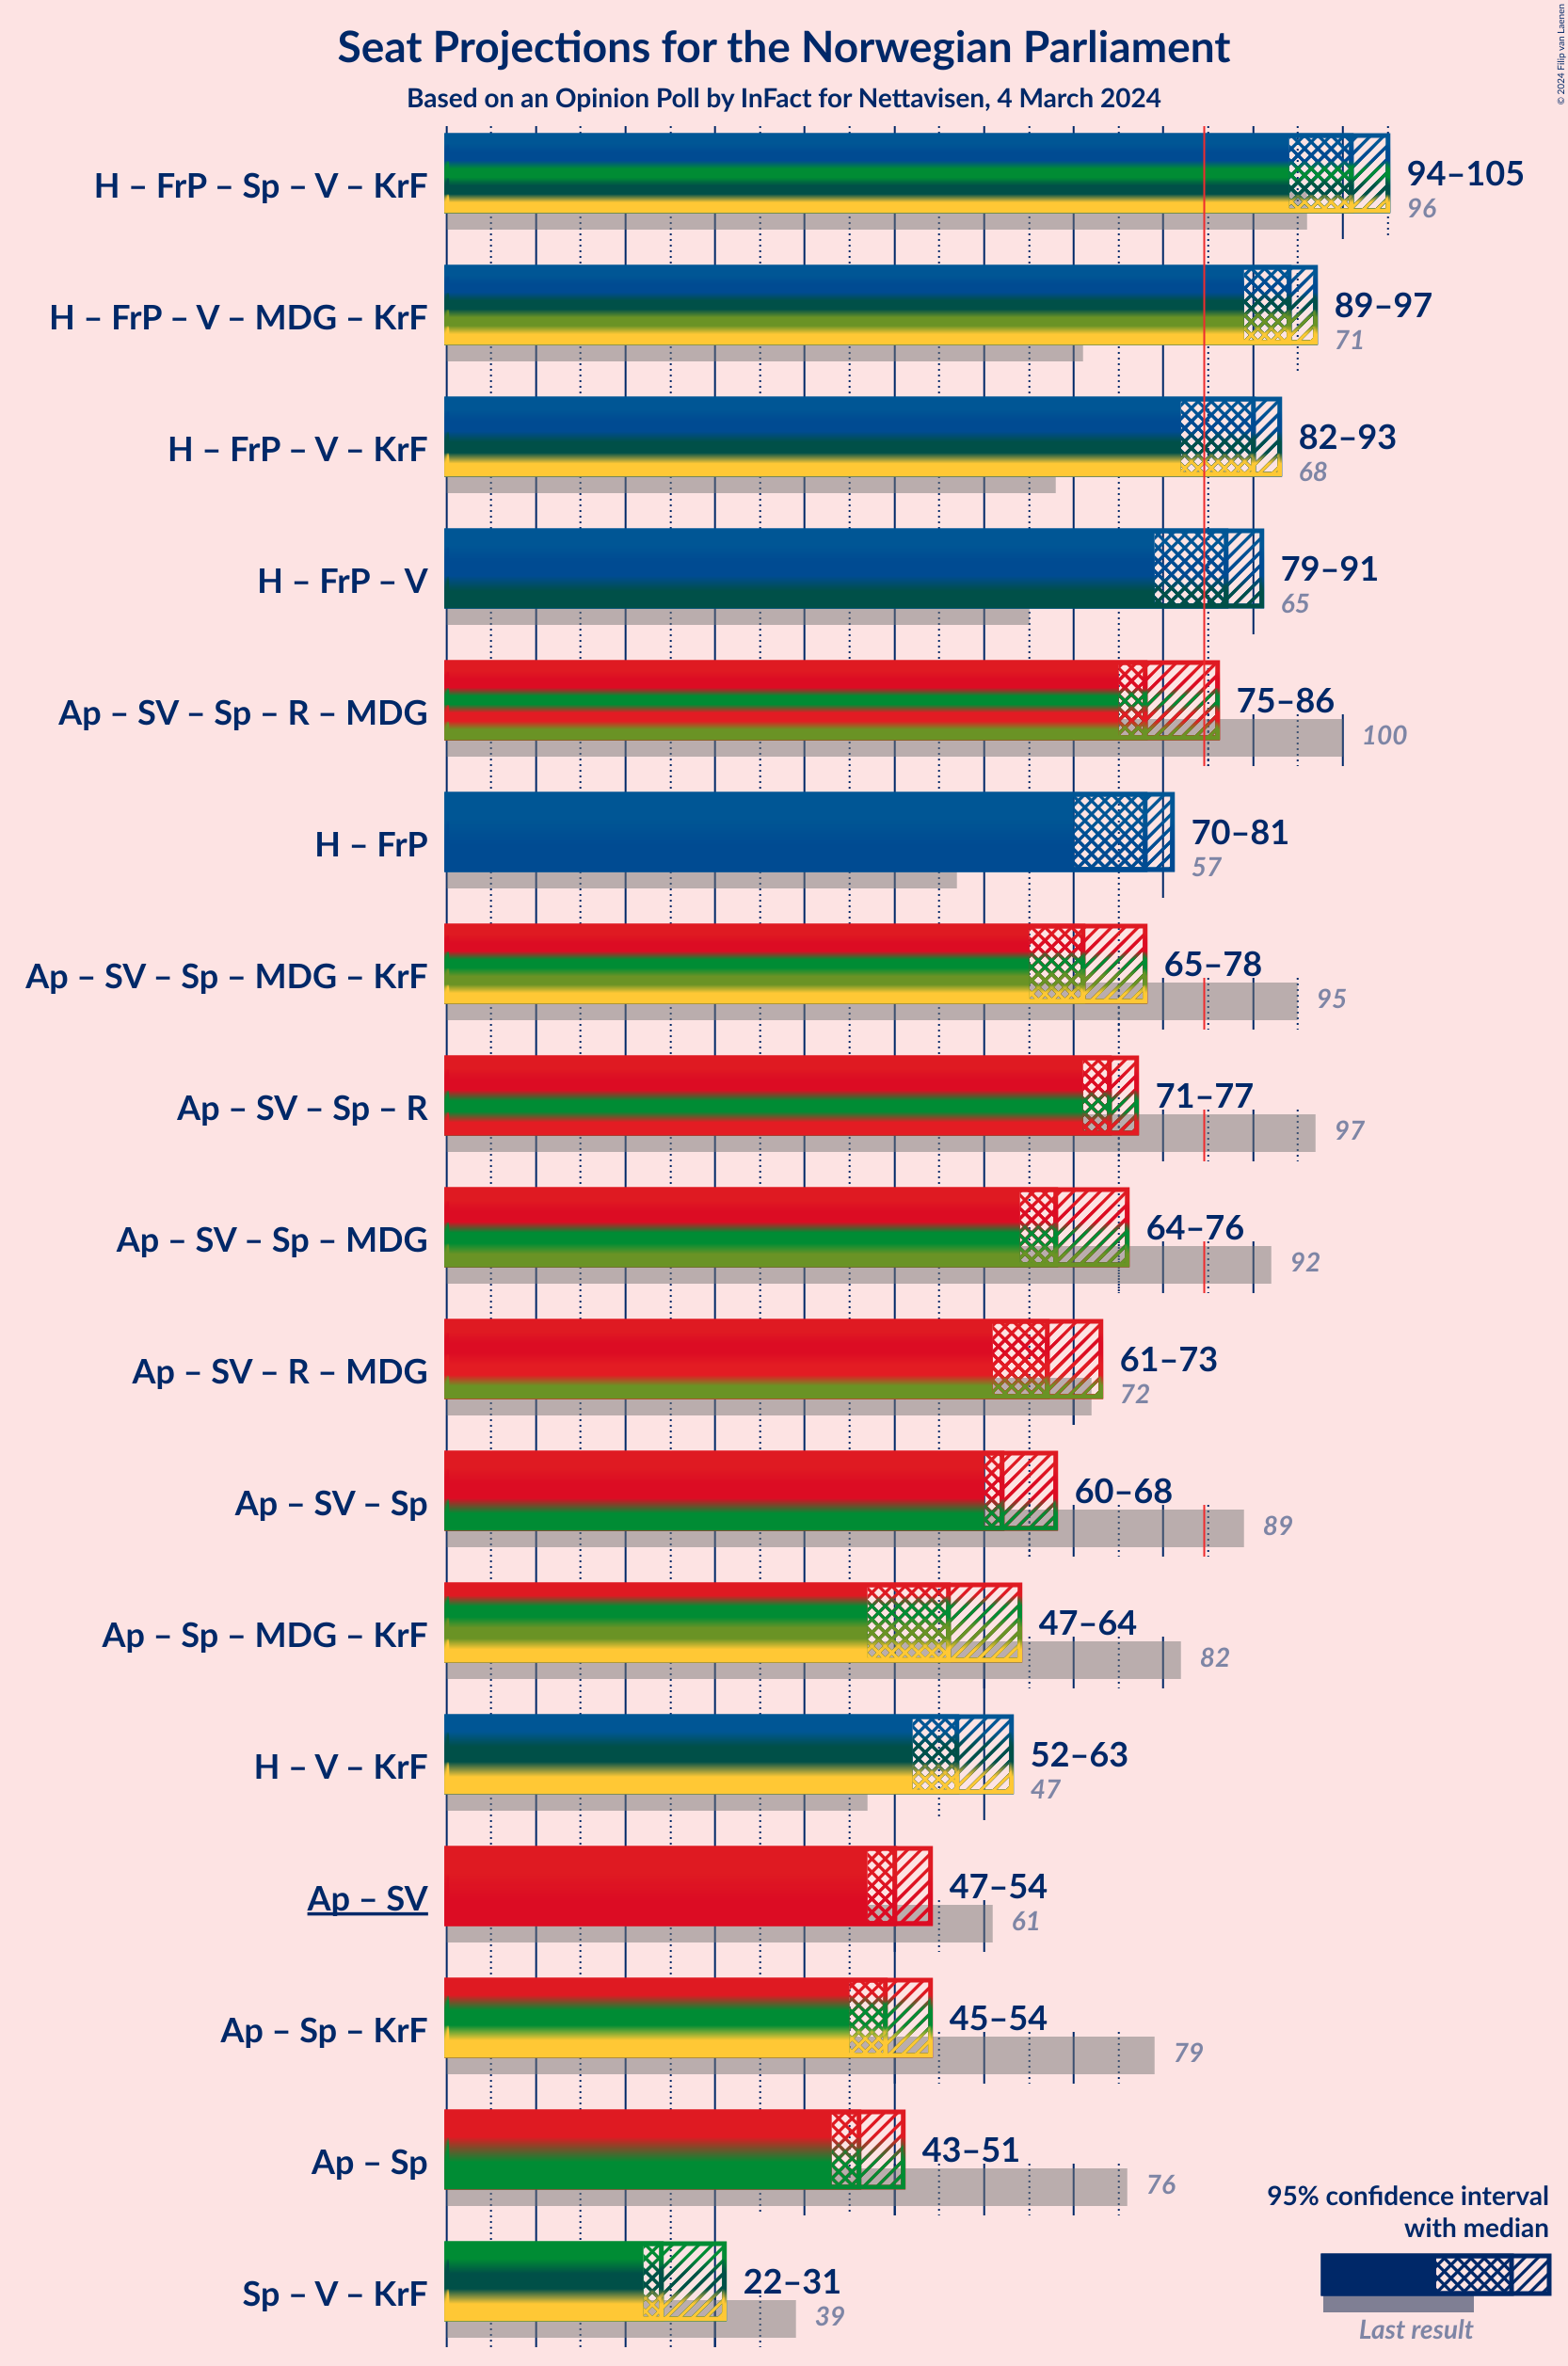 Seat Projections for the Norwegian Parliament
Based on an Opinion Poll by InFact for Nettavisen, 4 March 2024
© 2024 Filip van Laenen
H – FrP – Sp – V – KrF
94–105
96
H – FrP – V – MDG – KrF
89–97
71
H – FrP – V – KrF
82–93
68
H – FrP – V
79–91
65
Ap – SV – Sp – R – MDG
75–86
100
H – FrP
70–81
57
Ap – SV – Sp – MDG – KrF
65–78
95
Ap – SV – Sp – R
71–77
97
Ap – SV – Sp – MDG
64–76
92
Ap – SV – R – MDG
61–73
72
Ap – SV – Sp
60–68
89
Ap – Sp – MDG – KrF
47–64
82
H – V – KrF
52–63
47
Ap – SV
47–54
61
Ap – Sp – KrF
45–54
79
Ap – Sp
43–51
76
Sp – V – KrF
22–31
39
95% confidence interval
with median
Last result